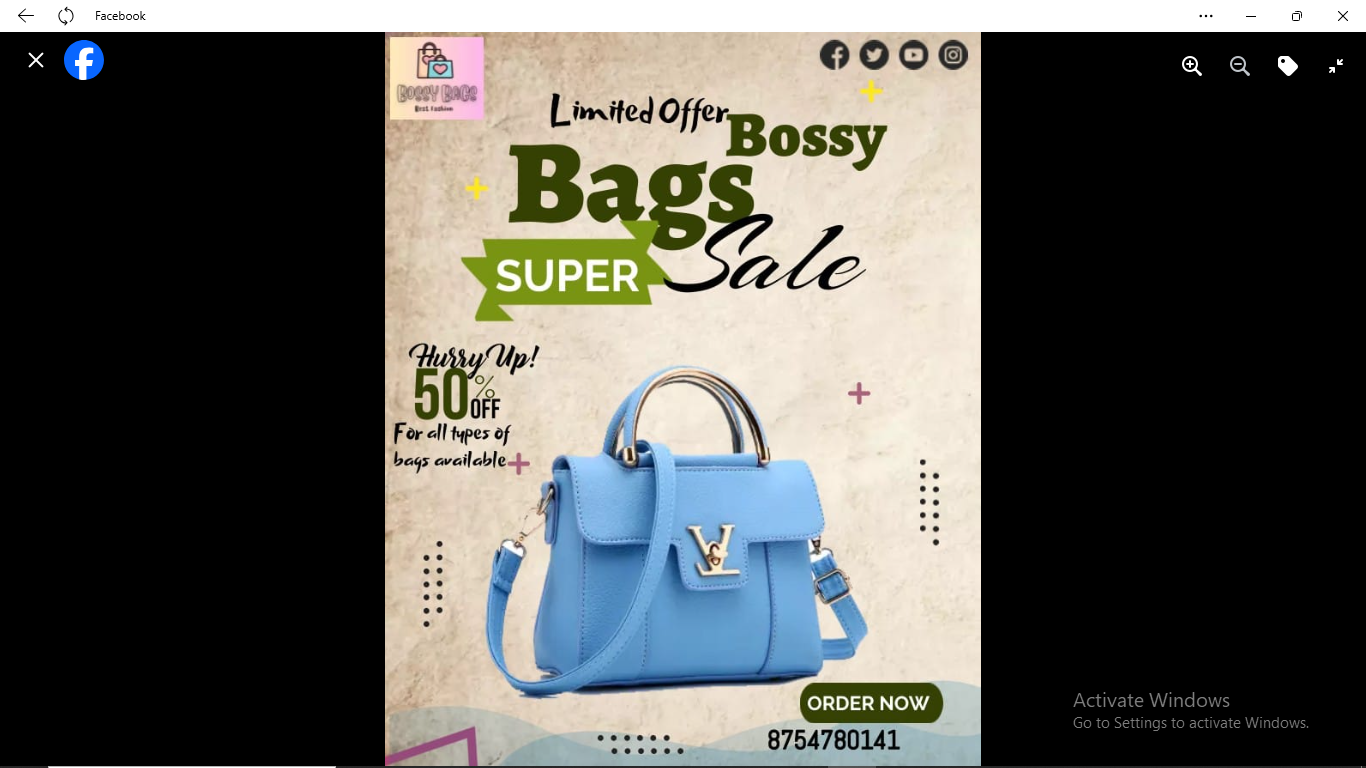 Facebook
BOSSY BAGS
Best Fashion
Limited Offer
Bossy
Bags
SUPER Sale
Hurry Up!
50%
OFF
For all types of
bags available
ORDER NOW
8754780141
Activate Windows
Go to Settings to activate Windows.